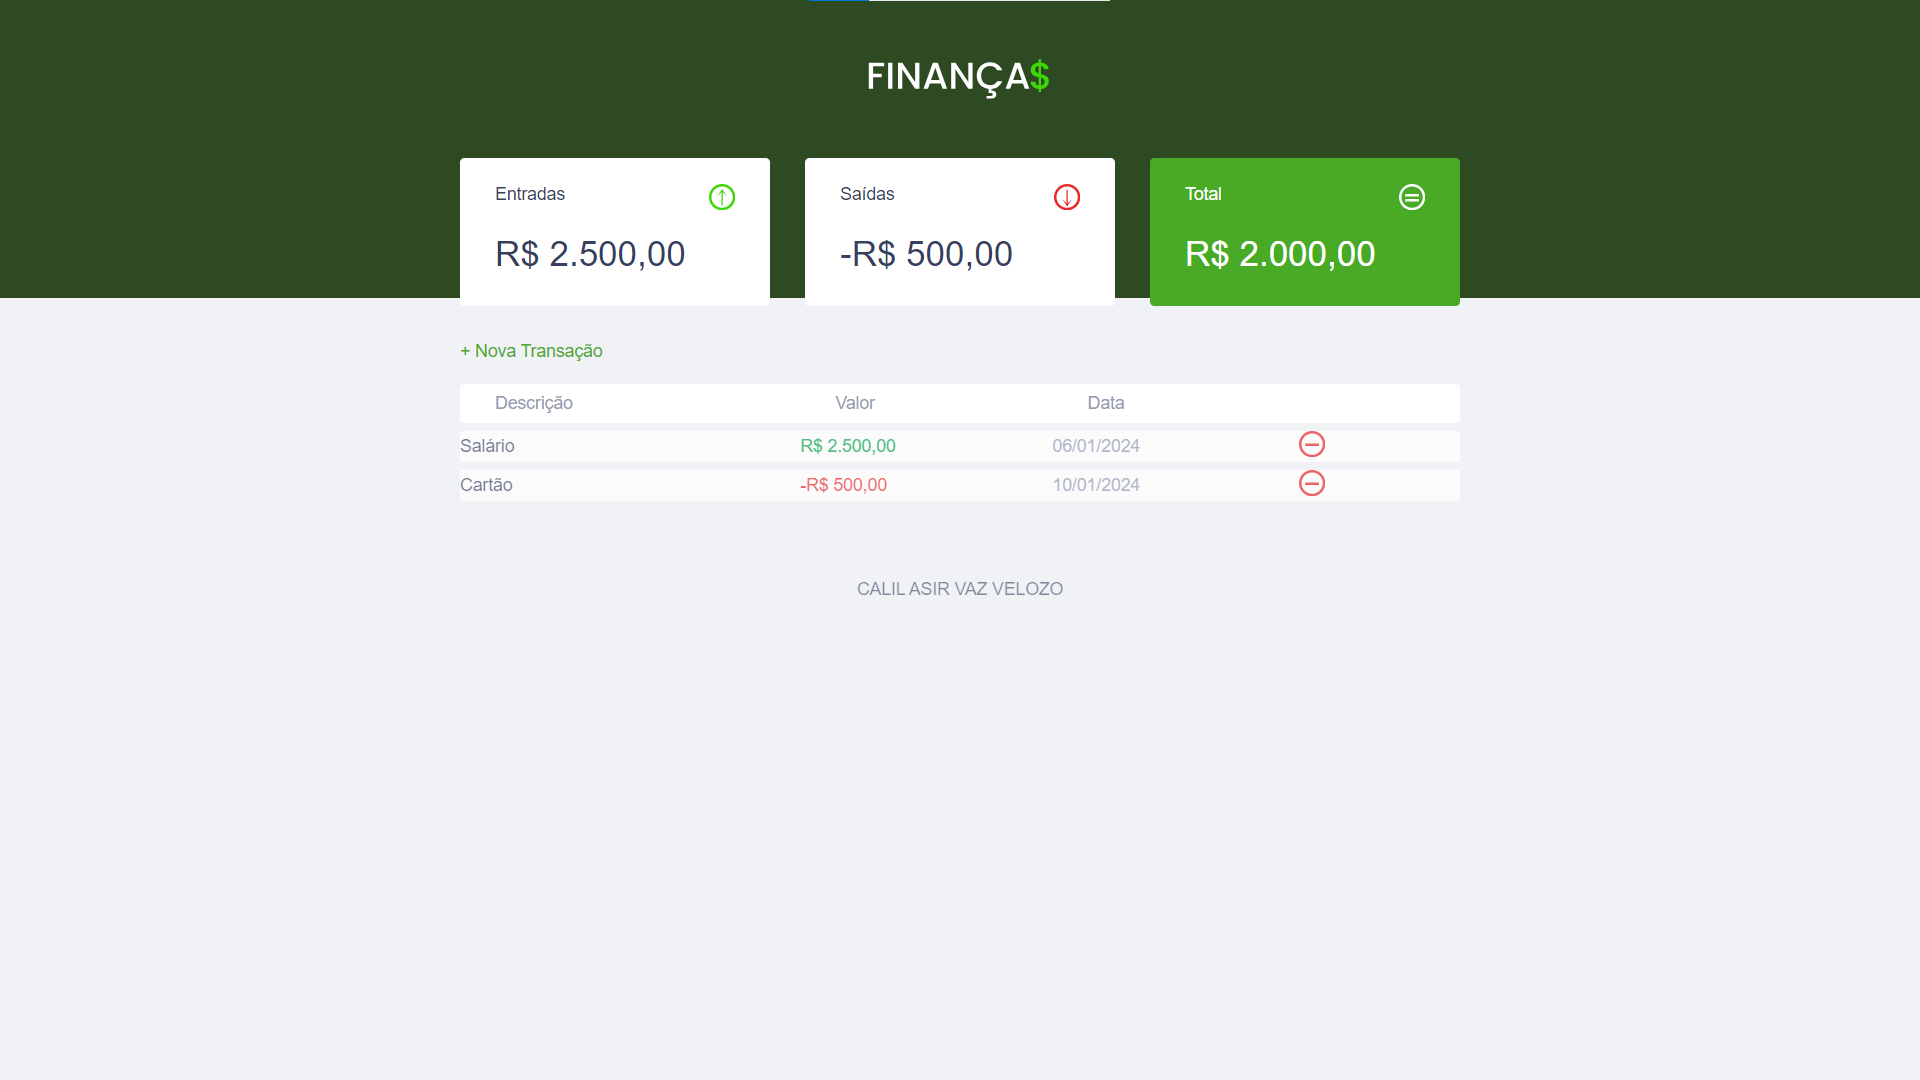 FINANÇA$
Entradas
R$ 2.500,00
Saídas
-R$ 500,00
Total
R$ 2.000,00
+ Nova Transação
Descrição Valor Data
Salário R$ 2.500,00 06/01/2024
Cartão -R$ 500,00 10/01/2024
CALIL ASIR VAZ VELOZO